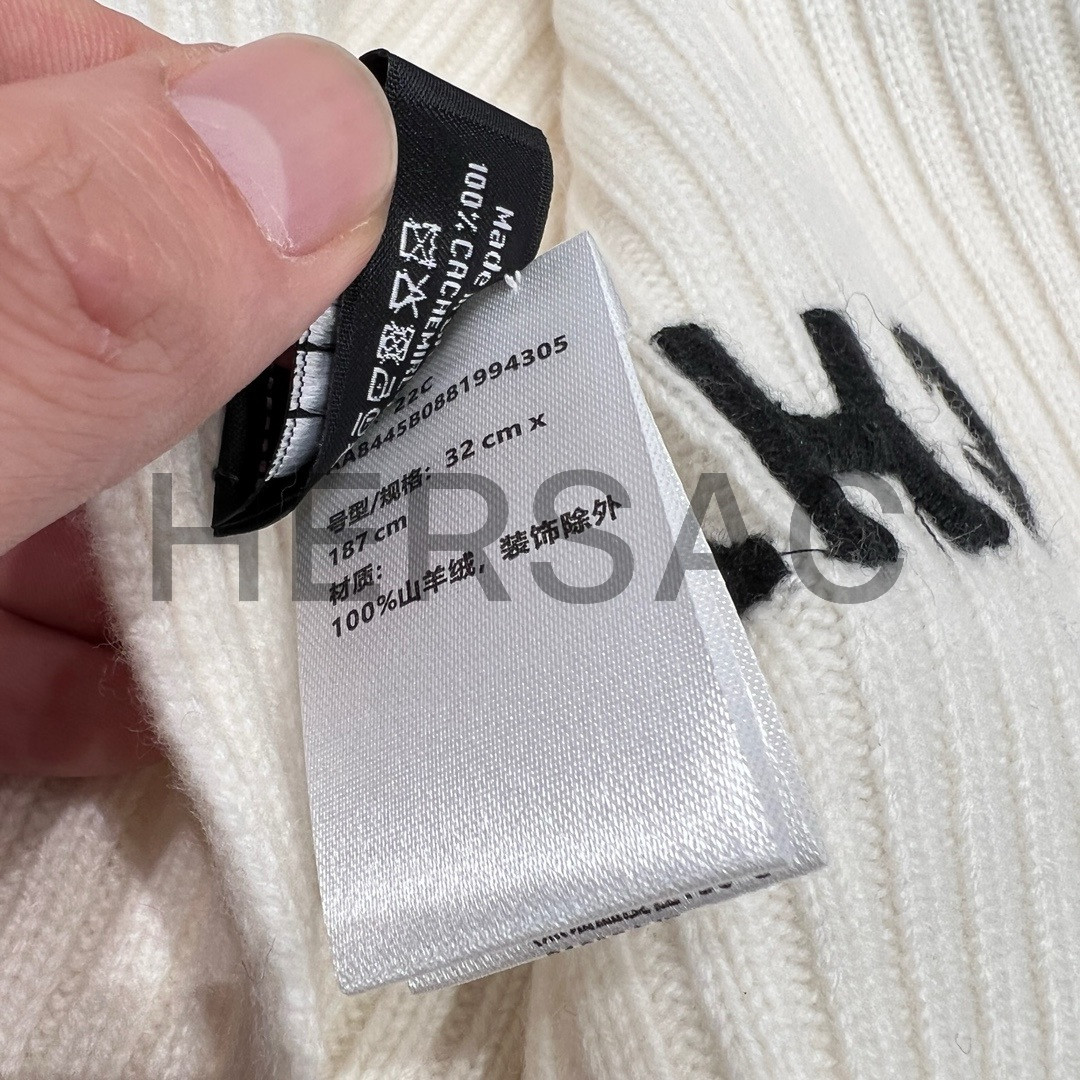 Made
100% CACHEMIR
22C
AA8445B0881994305
号型/规格：32 cm x
187 cm
材质：
100%山羊绒，装饰除外
HERSAC